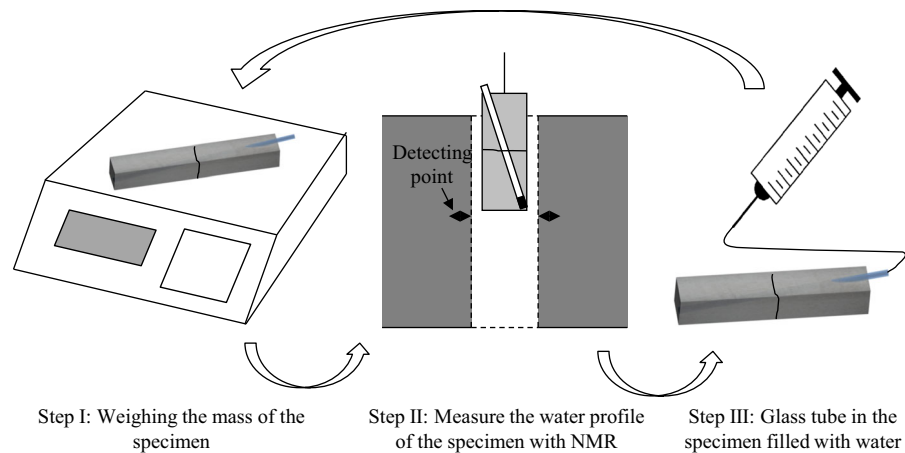 Detecting
point
Step I: Weighing the mass of the
specimen
Step II: Measure the water profile
of the specimen with NMR
Step III: Glass tube in the
specimen filled with water